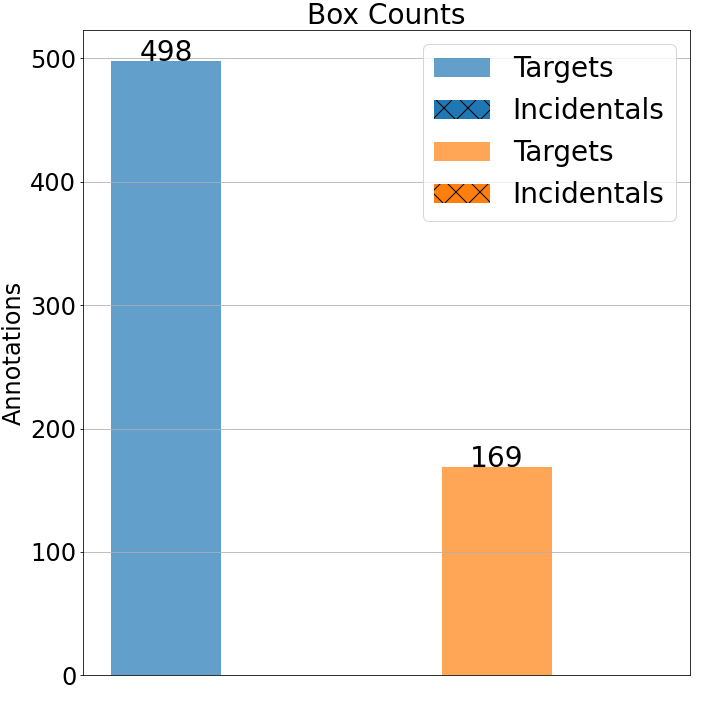 Box Counts
498
Targets
Incidentals
Targets
Incidentals
169
Annotations
500
400
300
200
100
0